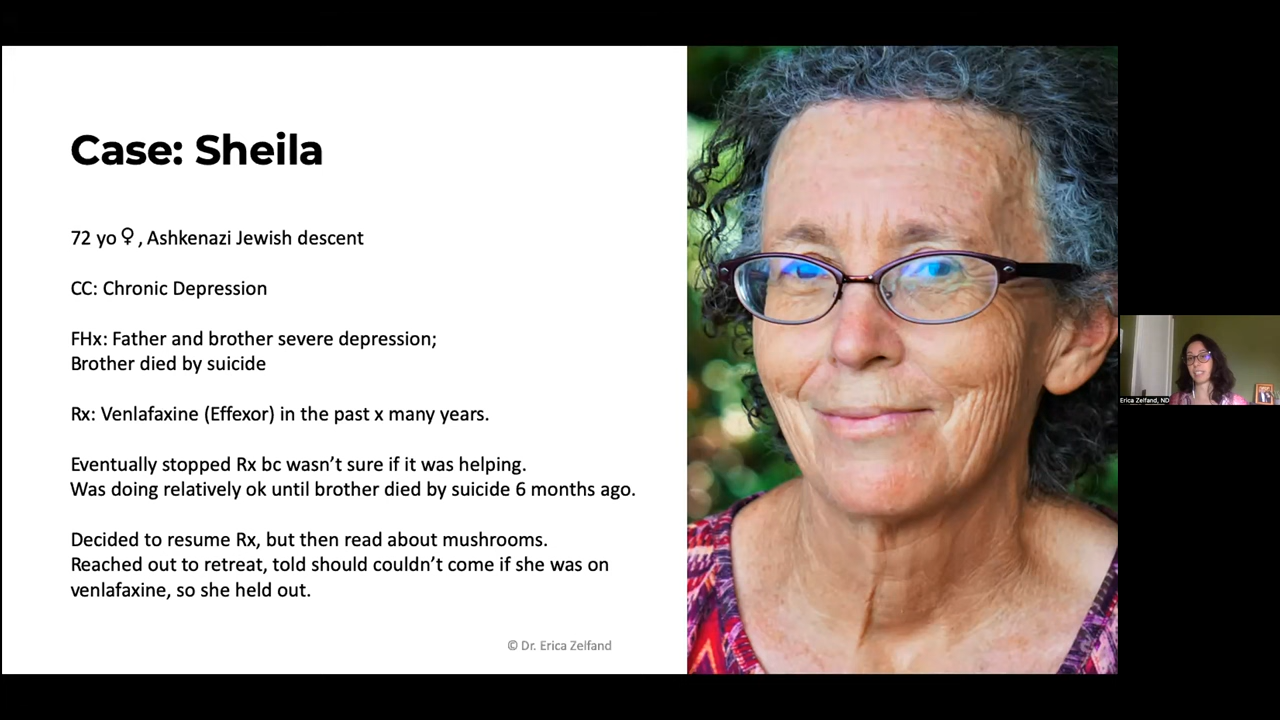 Case: Sheila
72 yo ♀, Ashkenazi Jewish descent
CC: Chronic Depression
FHx: Father and brother severe depression;
Brother died by suicide
Rx: Venlafaxine (Effexor) in the past x many years.
Eventually stopped Rx bc wasn't sure if it was helping.
Was doing relatively ok until brother died by suicide 6 months ago.
Decided to resume Rx, but then read about mushrooms.
Reached out to retreat, told should couldn't come if she was on
venlafaxine, so she held out.
© Dr. Erica Zelfand
Erica Zelfand, ND